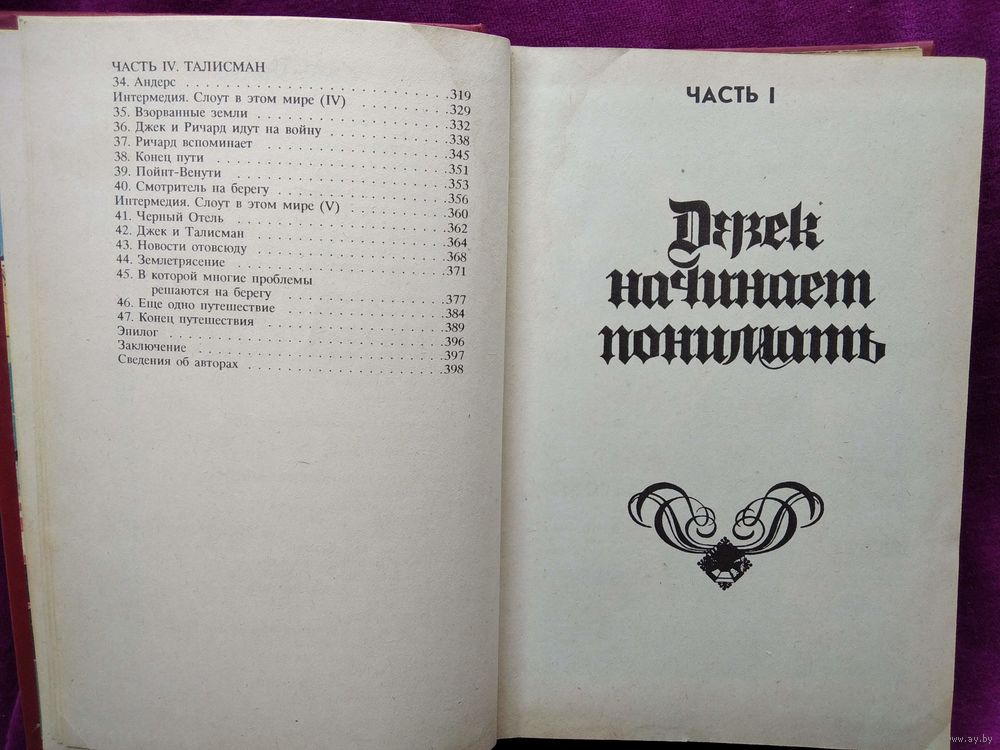 ЧАСТЬ IV. ТАЛИСМАН
34. Андерс . . . . . . . . . . . . . . . . . . . .319
Интермедия. Слоут в этом мире (IV) . . . . . . . .329
35. Взорванные земли . . . . . . . . . . . . . . .332
36. Джек и Ричард идут на войну . . . . . . . . . .338
37. Ричард вспоминает . . . . . . . . . . . . . . .345
38. Конец пути . . . . . . . . . . . . . . . . . .351
39. Пойнт-Венути . . . . . . . . . . . . . . . . .353
40. Смотритель на берегу . . . . . . . . . . . . .356
Интермедия. Слоут в этом мире (V) . . . . . . . . .360
41. Черный Отель . . . . . . . . . . . . . . . . .362
42. Джек и Талисман . . . . . . . . . . . . . . . .364
43. Новости отовсюду . . . . . . . . . . . . . . .368
44. Землетрясение . . . . . . . . . . . . . . . . .371
45. В которой многие проблемы
решаются на берегу . . . . . . . . . . . . . . . .377
46. Еще одно путешествие . . . . . . . . . . . . .384
47. Конец путешествия . . . . . . . . . . . . . . .389
Эпилог . . . . . . . . . . . . . . . . . . . . . .396
Заключение . . . . . . . . . . . . . . . . . . . .397
Сведения об авторах . . . . . . . . . . . . . . . .398
ЧАСТЬ I
Джек
начинает
понимать
www.ay.by